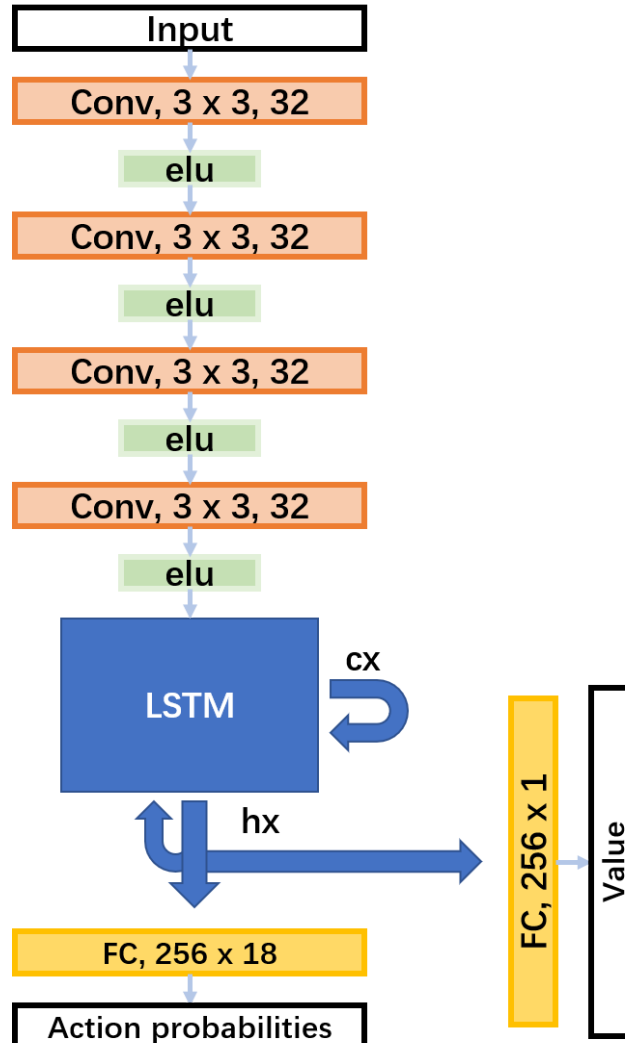 Input
Conv, 3 x 3, 32
elu
Conv, 3 x 3, 32
elu
Conv, 3 x 3, 32
elu
Conv, 3 x 3, 32
elu
LSTM
cx
hx
FC, 256 x 1
Value
FC, 256 x 18
Action probabilities